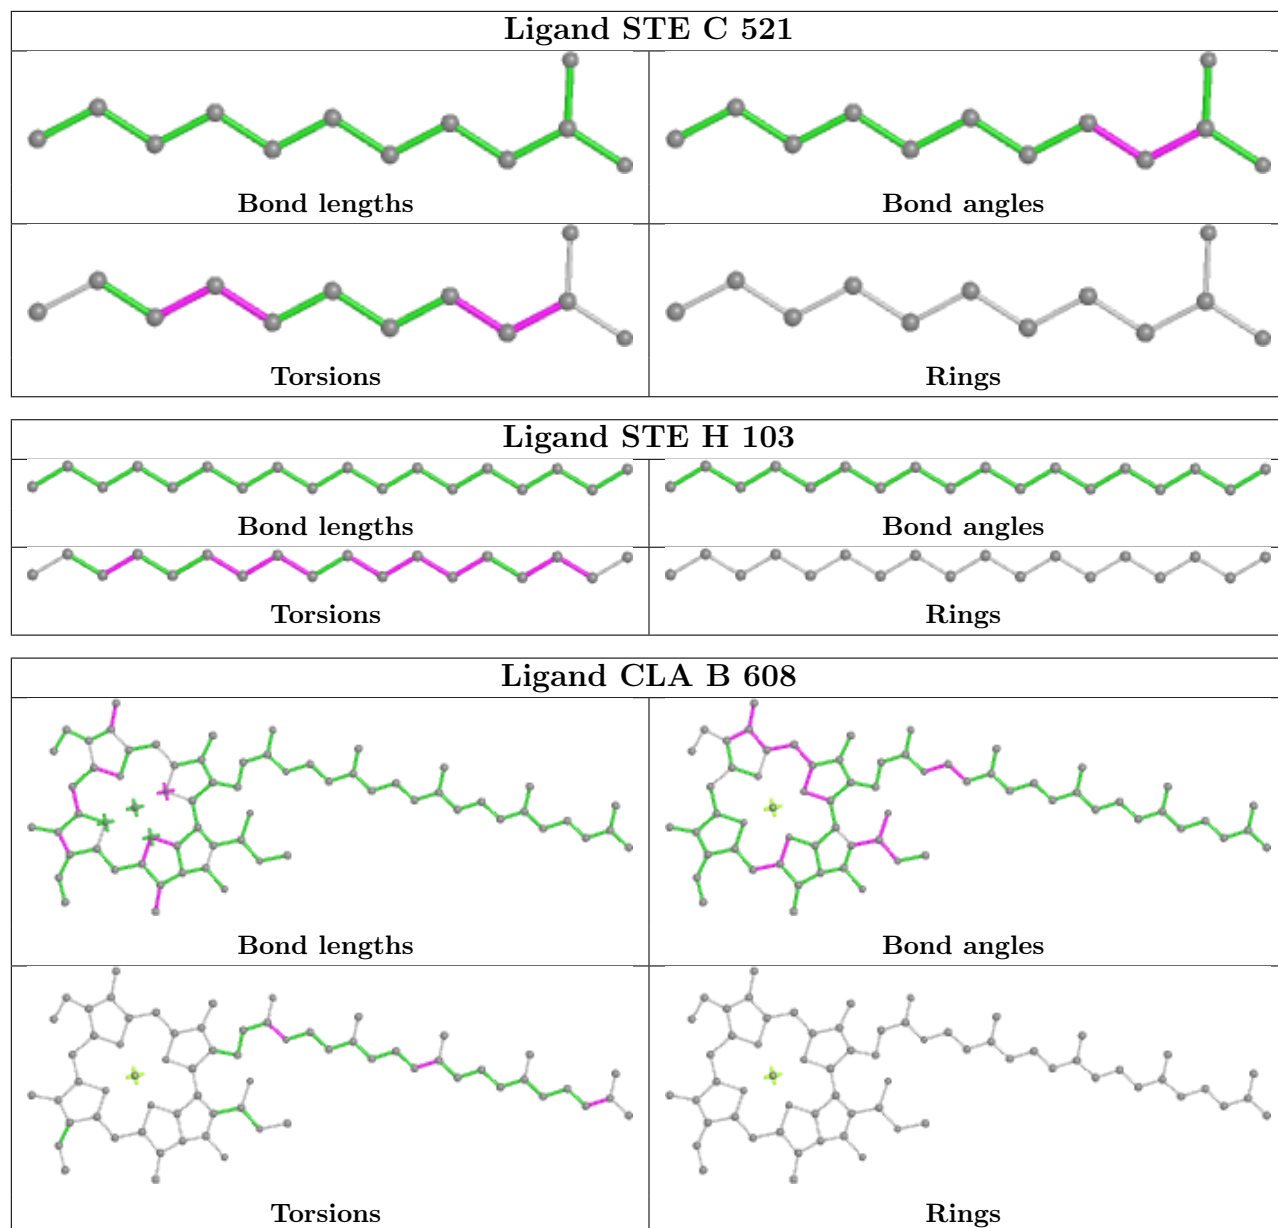 Ligand STE C 521
Bond lengths
Bond angles
Torsions
Rings
Ligand STE H 103
Bond lengths
Bond angles
Torsions
Rings
Ligand CLA B 608
Bond lengths
Bond angles
Torsions
Rings